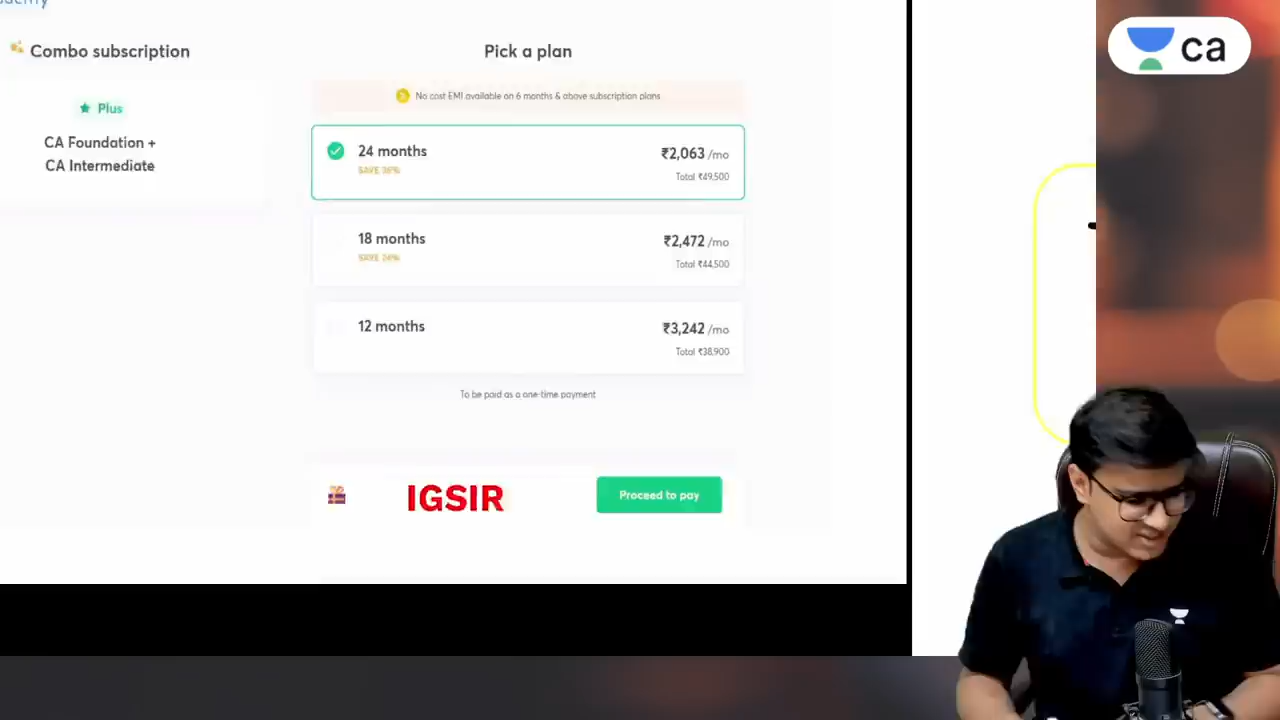 Combo subscription
Plus
CA Foundation +
CA Intermediate
Pick a plan
No cost EMI available on 6 months & above subscription plans
24 months
₹2,063 /mo
Total ₹49,500
18 months
₹2,472 /mo
Total ₹44,500
12 months
₹3,242 /mo
Total ₹38,900
To be paid as a one-time payment
IGSIR
Proceed to pay
ca